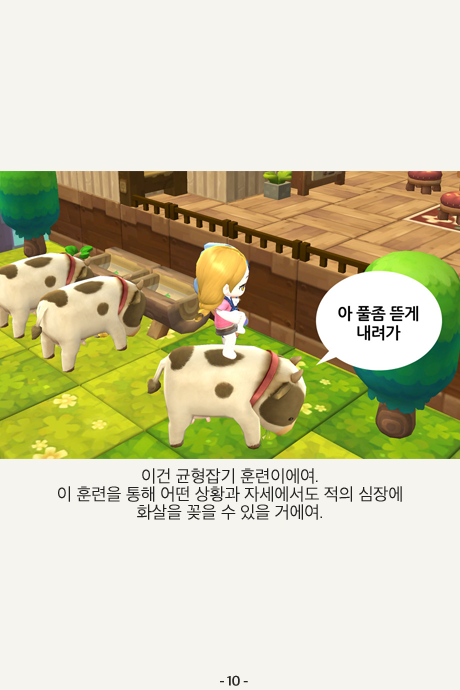 아 풀좀 뜯게
내려가
이건 균형잡기 훈련이에여.
이 훈련을 통해 어떤 상황과 자세에서도 적의 심장에
화살을 꽂을 수 있을 거에여.
- 10 -